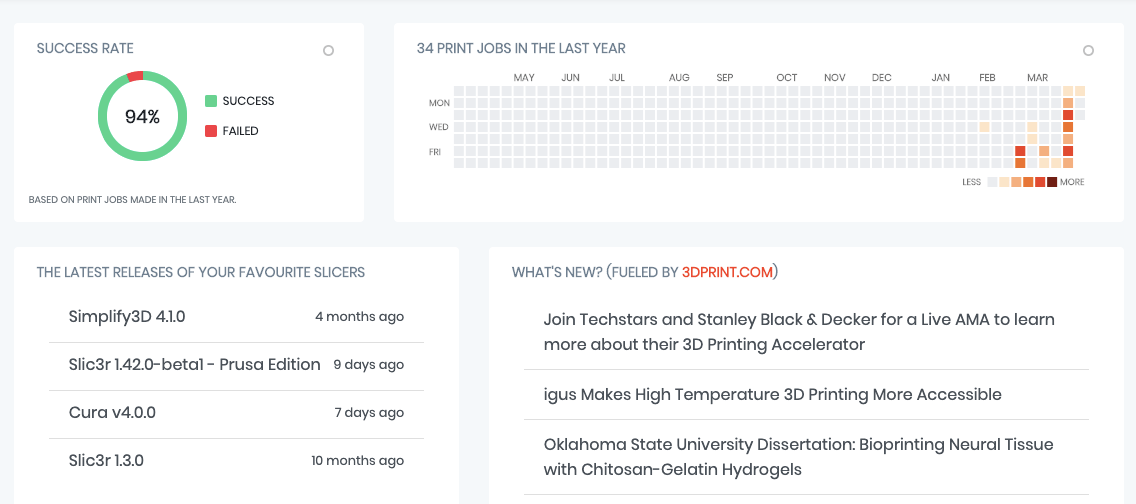 SUCCESS RATE
94%
SUCCESS
FAILED
BASED ON PRINT JOBS MADE IN THE LAST YEAR.
34 PRINT JOBS IN THE LAST YEAR
MAY JUN JUL AUG SEP OCT NOV DEC JAN FEB MAR
MON
WED
FRI
LESS MORE
THE LATEST RELEASES OF YOUR FAVOURITE SLICERS
Simplify3D 4.1.0 4 months ago
Slic3r 1.42.0-beta1 - Prusa Edition 9 days ago
Cura v4.0.0 7 days ago
Slic3r 1.3.0 10 months ago
WHAT'S NEW? (FUELED BY 3DPRINT.COM)
Join Techstars and Stanley Black & Decker for a Live AMA to learn
more about their 3D Printing Accelerator
igus Makes High Temperature 3D Printing More Accessible
Oklahoma State University Dissertation: Bioprinting Neural Tissue
with Chitosan-Gelatin Hydrogels